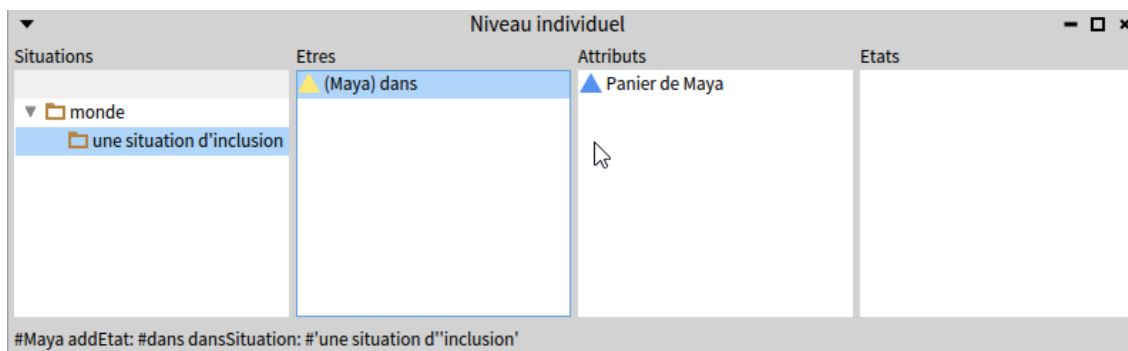 Niveau individuel
Situations Etres Attributs Etats
(Maya) dans Panier de Maya
monde
une situation d'inclusion
#Maya addEtat: #dans dansSituation: #'une situation d''inclusion'